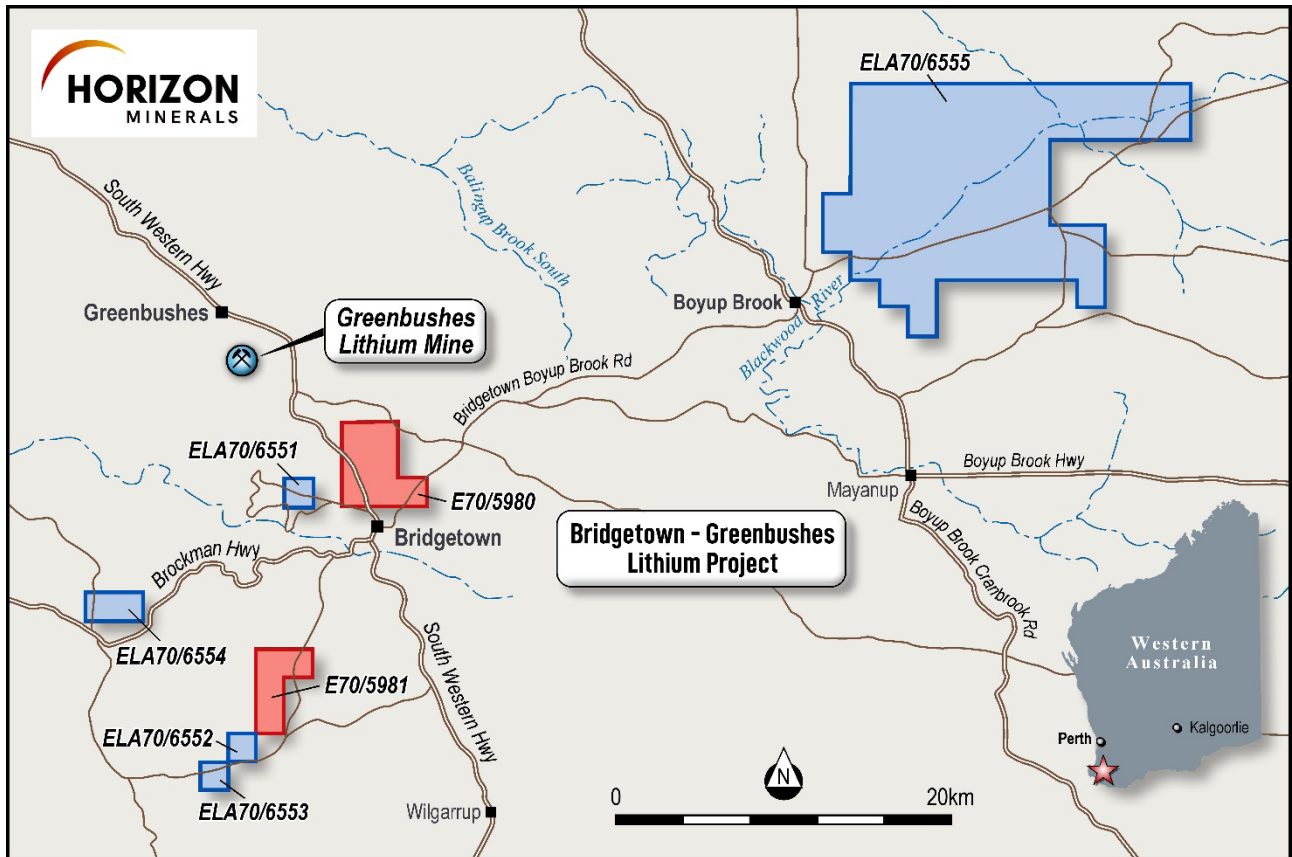 HORIZON
MINERALS
ELA70/6555
South Western Hwy
Balingup Brook South
Greenbushes
Greenbushes
Lithium Mine
Boyup Brook
Blackwood River
Bridgetown Boyup Brook Rd
ELA70/6551
E70/5980
Mayanup
Boyup Brook Hwy
Bridgetown
Bridgetown - Greenbushes
Lithium Project
Brockman Hwy
Boyup Brook Cranbrook Rd
ELA70/6554
South Western Hwy
Western
Australia
E70/5981
ELA70/6552
Perth
Kalgoorlie
N
ELA70/6553
Wilgarrup
0
20km